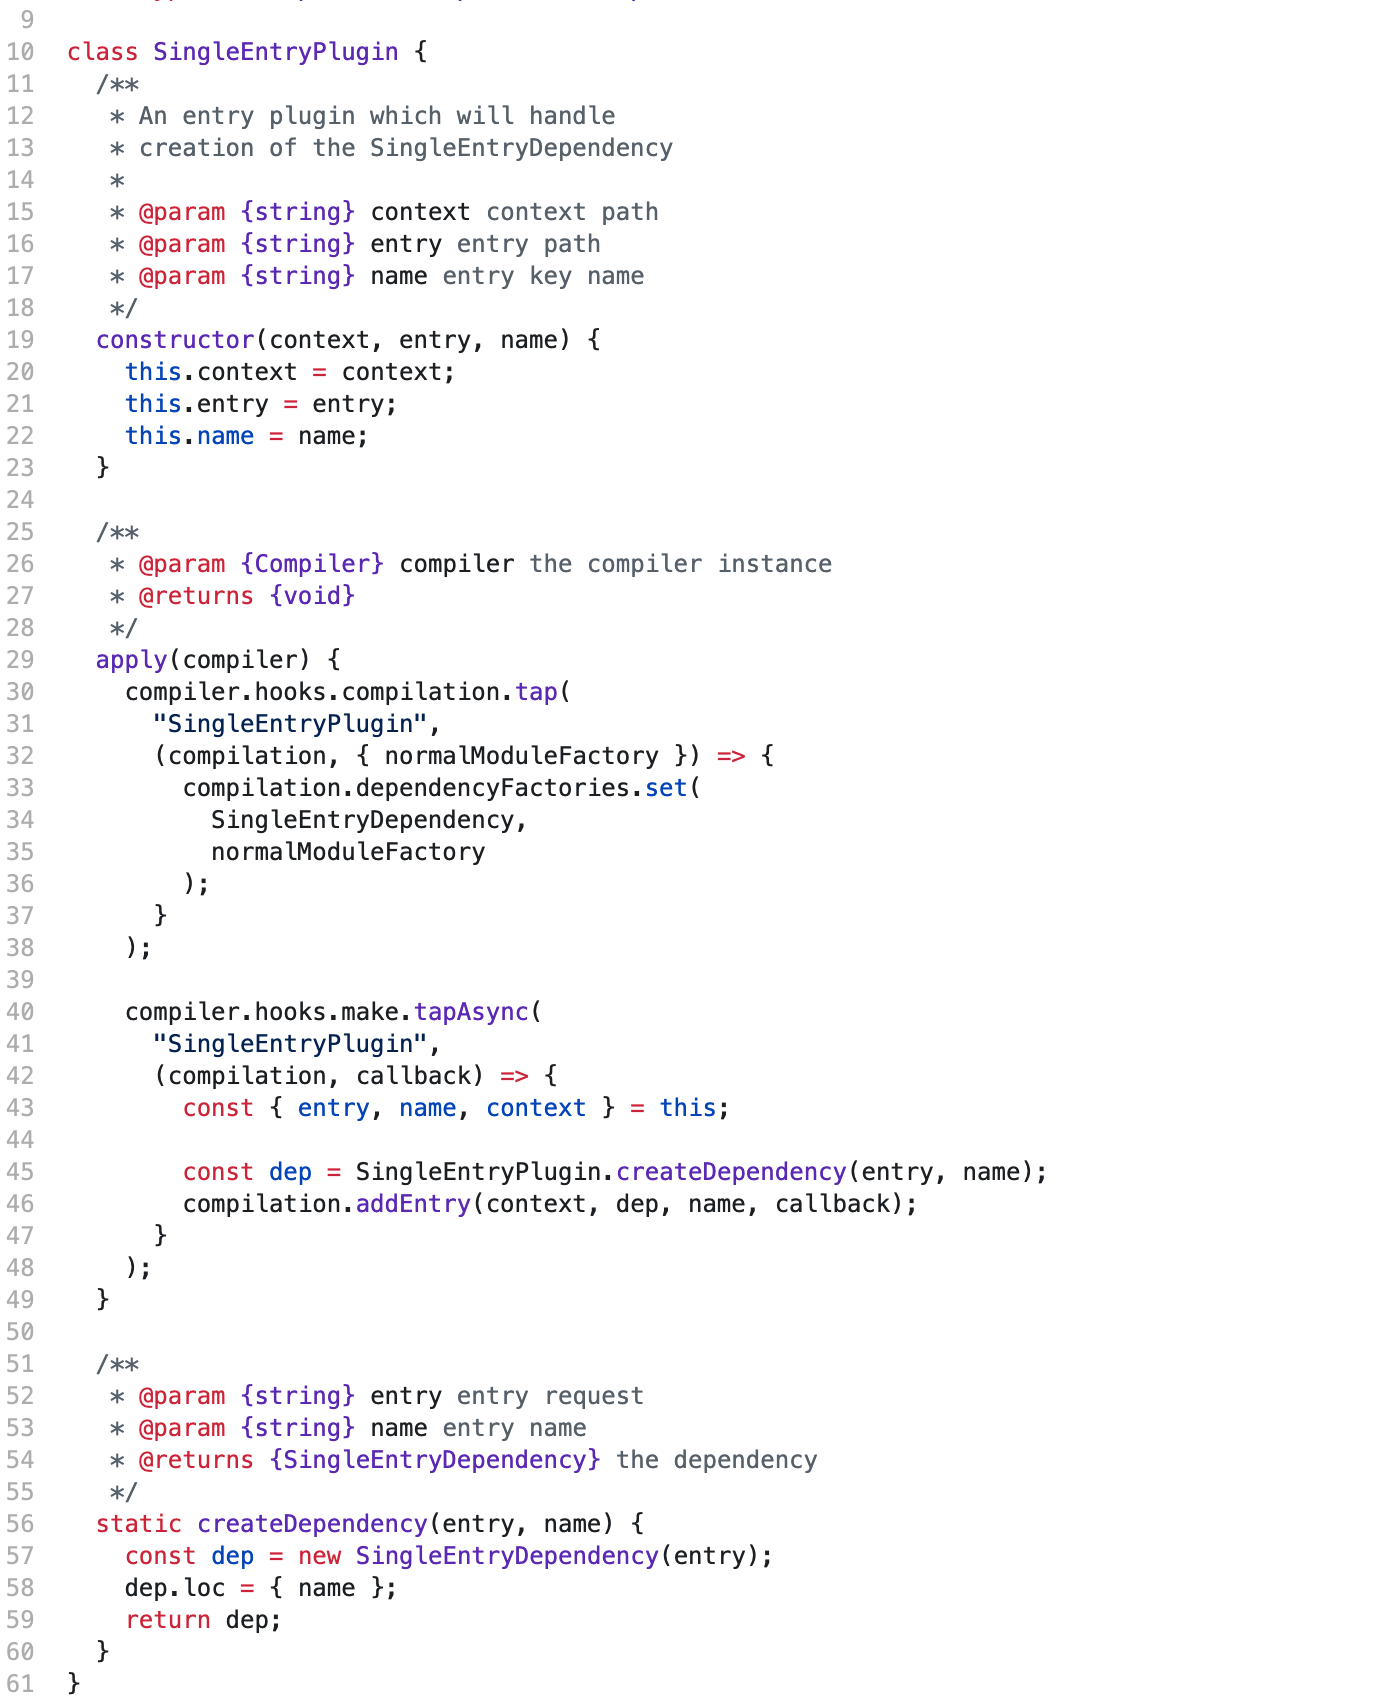 9
10 class SingleEntryPlugin {
11   /**
12    * An entry plugin which will handle
13    * creation of the SingleEntryDependency
14    *
15    * @param {string} context context path
16    * @param {string} entry entry path
17    * @param {string} name entry key name
18    */
19   constructor(context, entry, name) {
20     this.context = context;
21     this.entry = entry;
22     this.name = name;
23   }
24
25   /**
26    * @param {Compiler} compiler the compiler instance
27    * @returns {void}
28    */
29   apply(compiler) {
30     compiler.hooks.compilation.tap(
31       "SingleEntryPlugin",
32       (compilation, { normalModuleFactory }) => {
33         compilation.dependencyFactories.set(
34           SingleEntryDependency,
35           normalModuleFactory
36         );
37       }
38     );
39
40     compiler.hooks.make.tapAsync(
41       "SingleEntryPlugin",
42       (compilation, callback) => {
43         const { entry, name, context } = this;
44
45         const dep = SingleEntryPlugin.createDependency(entry, name);
46         compilation.addEntry(context, dep, name, callback);
47       }
48     );
49   }
50
51   /**
52    * @param {string} entry entry request
53    * @param {string} name entry name
54    * @returns {SingleEntryDependency} the dependency
55    */
56   static createDependency(entry, name) {
57     const dep = new SingleEntryDependency(entry);
58     dep.loc = { name };
59     return dep;
60   }
61 }